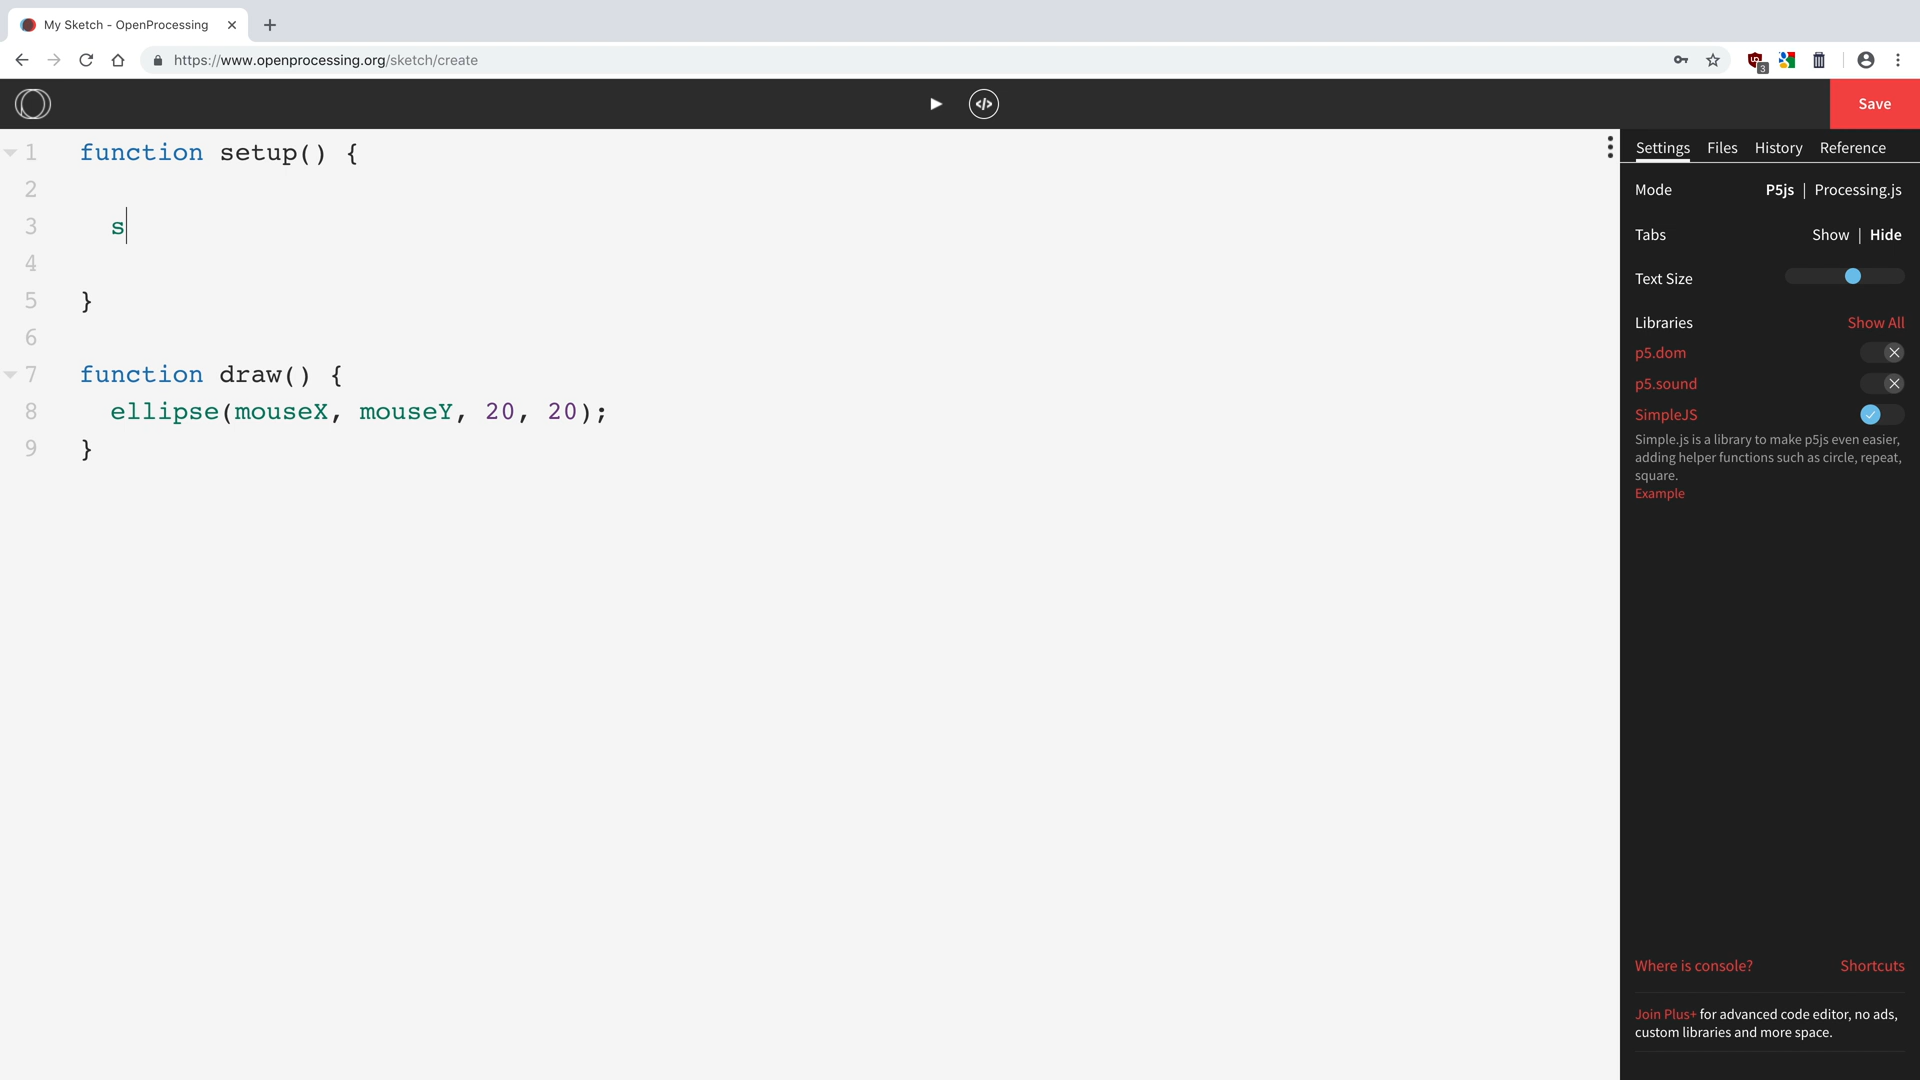 My Sketch - OpenProcessing
https://www.openprocessing.org/sketch/create
3
</>
Save
1 function setup() {
2
3 s
4
5 }
6
7 function draw() {
8 ellipse(mouseX, mouseY, 20, 20);
9 }
Settings Files History Reference
Mode P5js | Processing.js
Tabs Show | Hide
Text Size
Libraries Show All
p5.dom
p5.sound
SimpleJS
Simple.js is a library to make p5js even easier,
adding helper functions such as circle, repeat,
square.
Example
Where is console? Shortcuts
Join Plus+ for advanced code editor, no ads,
custom libraries and more space.